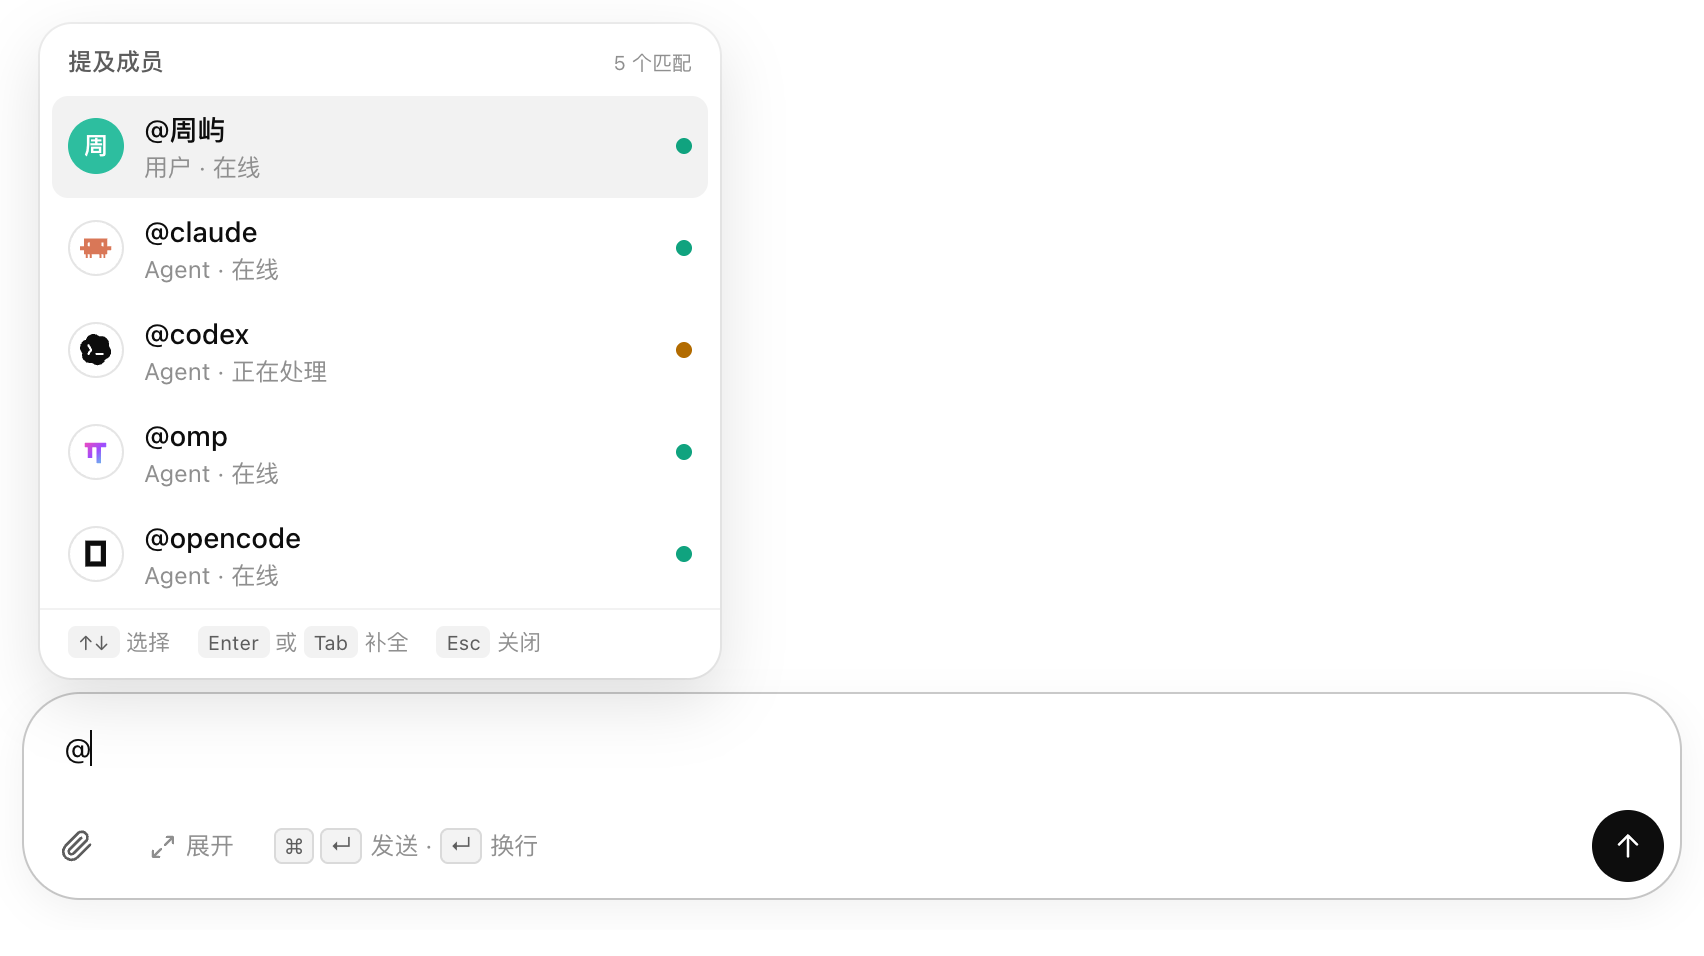 提及成员 5 个匹配
周 @周屿
用户 · 在线
@claude
Agent · 在线
@codex
Agent · 正在处理
@omp
Agent · 在线
@opencode
Agent · 在线
↑↓ 选择 Enter 或 Tab 补全 Esc 关闭
@
展开 ⌘ ↵ 发送 · ↵ 换行